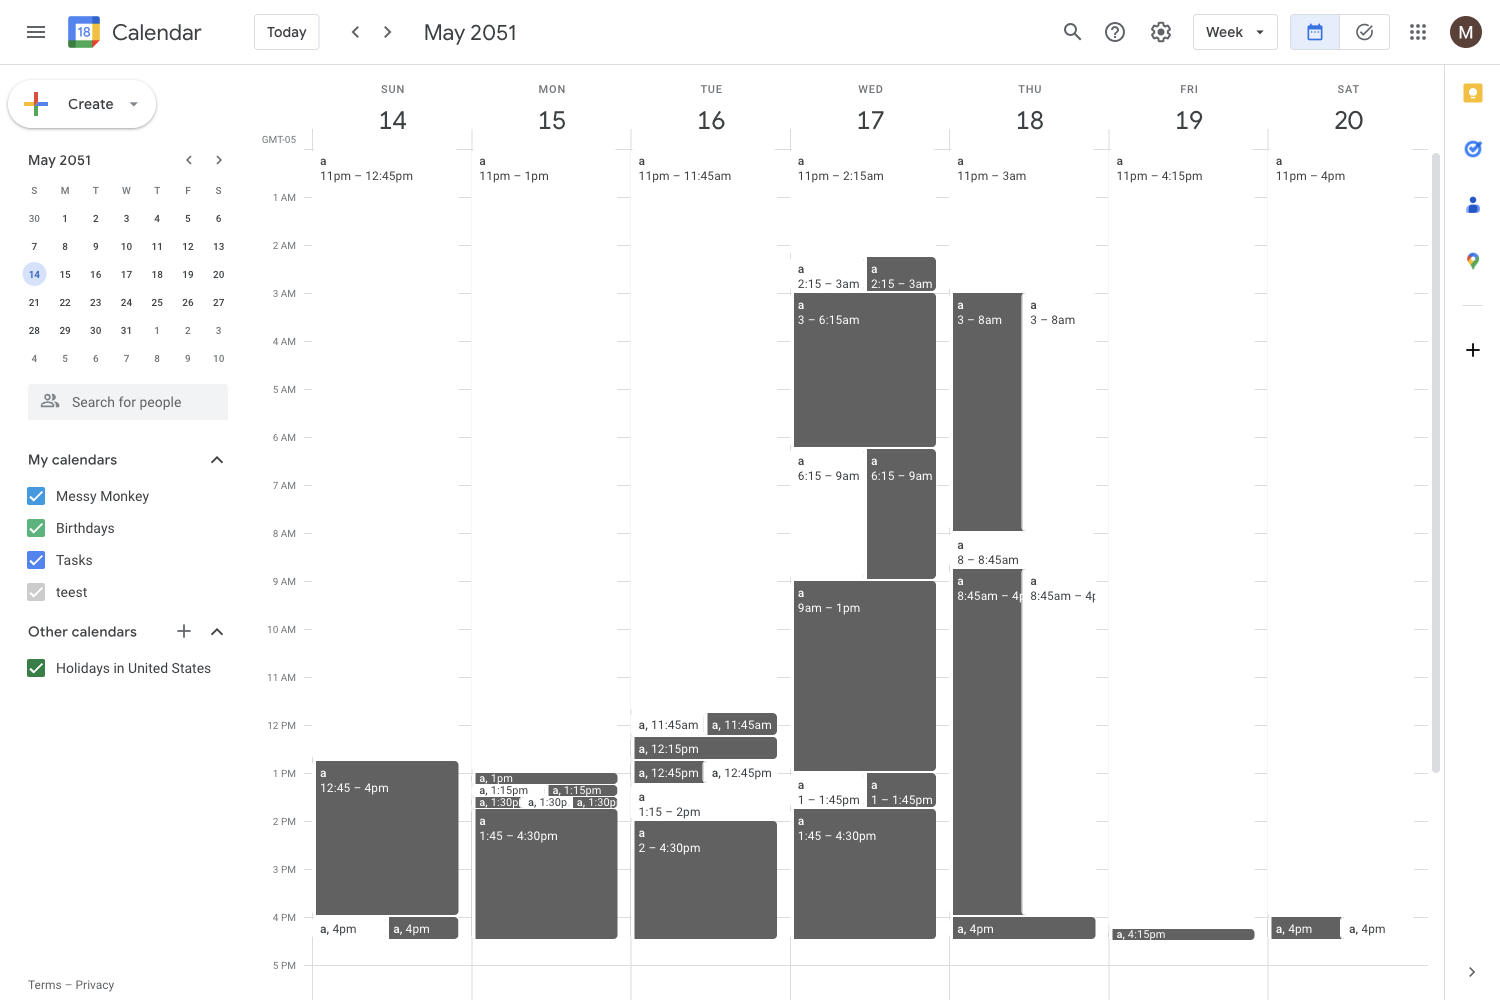 18
Calendar
Today
May 2051
Week
M
Create
May 2051
S M T W T F S
30 1 2 3 4 5 6
7 8 9 10 11 12 13
14 15 16 17 18 19 20
21 22 23 24 25 26 27
28 29 30 31 1 2 3
4 5 6 7 8 9 10
Search for people
My calendars
Messy Monkey
Birthdays
Tasks
teest
Other calendars
Holidays in United States
Terms – Privacy
SUN MON TUE WED THU FRI SAT
14 15 16 17 18 19 20
GMT-05
1 AM
2 AM
3 AM
4 AM
5 AM
6 AM
7 AM
8 AM
9 AM
10 AM
11 AM
12 PM
1 PM
2 PM
3 PM
4 PM
5 PM
a
11pm – 12:45pm
a
12:45 – 4pm
a, 4pm
a, 4pm
a
11pm – 1pm
a, 1pm
a, 1:15pm
a, 1:15pm
a, 1:30p
a, 1:30p
a, 1:30p
a
1:45 – 4:30pm
a
11pm – 11:45am
a, 11:45am
a, 11:45am
a, 12:15pm
a, 12:45pm
a, 12:45pm
a
1:15 – 2pm
a
2 – 4:30pm
a
11pm – 2:15am
a
2:15 – 3am
a
2:15 – 3am
a
3 – 6:15am
a
6:15 – 9am
a
6:15 – 9am
a
9am – 1pm
a
1 – 1:45pm
a
1 – 1:45pm
a
1:45 – 4:30pm
a
11pm – 3am
a
3 – 8am
a
3 – 8am
a
8 – 8:45am
a
8:45am – 4p
a
8:45am – 4p
a, 4pm
a
11pm – 4:15pm
a, 4:15pm
a
11pm – 4pm
a, 4pm
a, 4pm